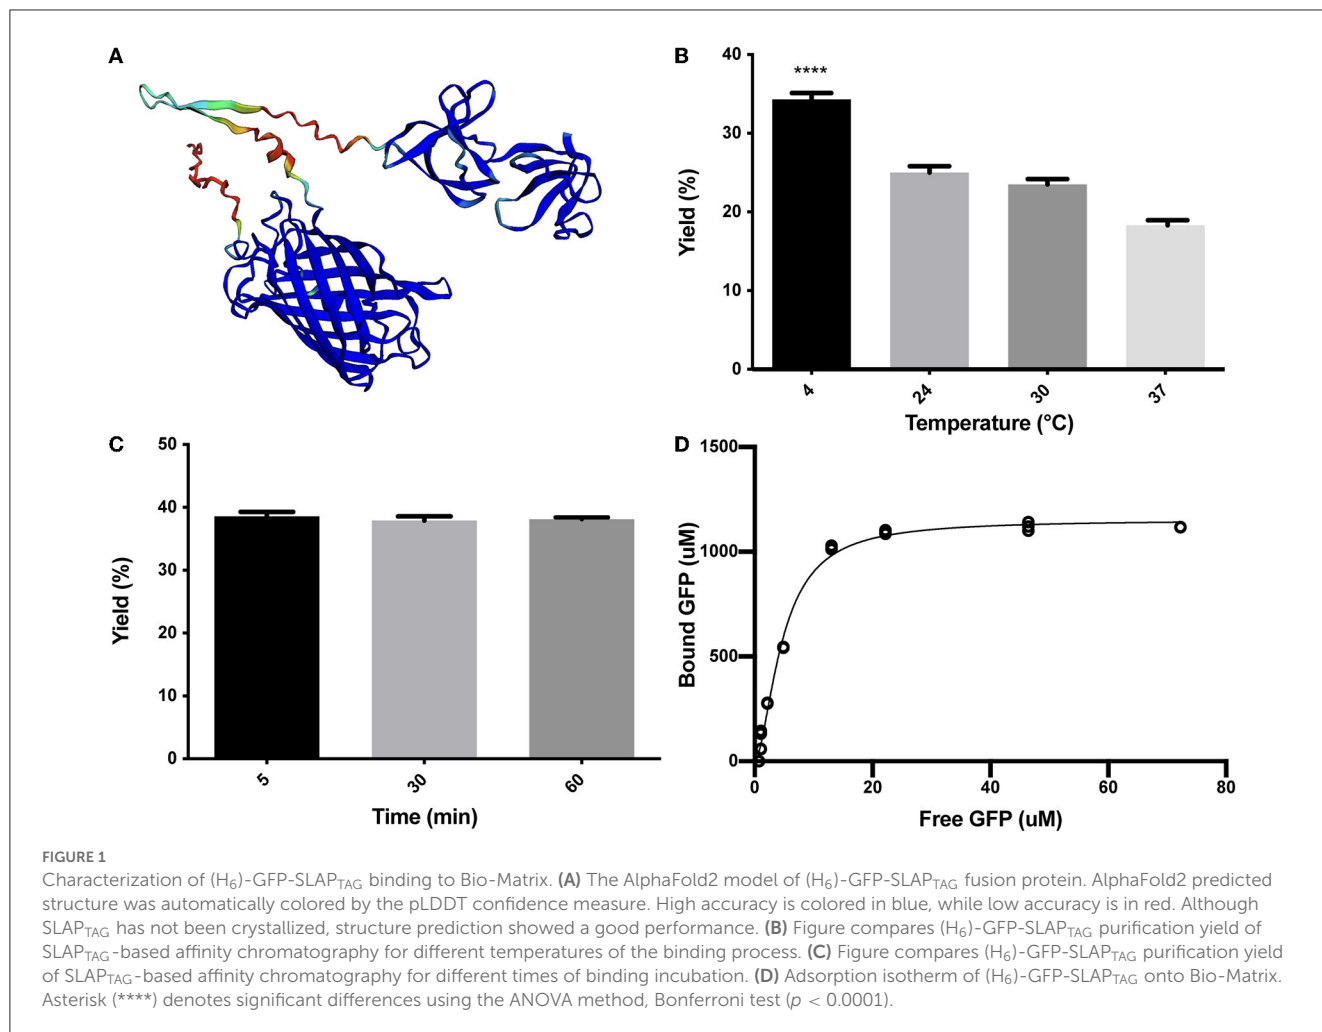 A
B
40
30
20
10
0
Yield (%)
****
4
24
30
37
Temperature (°C)
C
50
40
30
20
10
0
Yield (%)
5
30
60
Time (min)
D
1500
1000
500
0
Bound GFP (uM)
0
20
40
60
80
Free GFP (uM)
FIGURE 1
Characterization of (H6)-GFP-SLAPTAG binding to Bio-Matrix. (A) The AlphaFold2 model of (H6)-GFP-SLAPTAG fusion protein. AlphaFold2 predicted
structure was automatically colored by the pLDDT confidence measure. High accuracy is colored in blue, while low accuracy is in red. Although
SLAPTAG has not been crystallized, structure prediction showed a good performance. (B) Figure compares (H6)-GFP-SLAPTAG purification yield of
SLAPTAG-based affinity chromatography for different temperatures of the binding process. (C) Figure compares (H6)-GFP-SLAPTAG purification yield
of SLAPTAG-based affinity chromatography for different times of binding incubation. (D) Adsorption isotherm of (H6)-GFP-SLAPTAG onto Bio-Matrix.
Asterisk (****) denotes significant differences using the ANOVA method, Bonferroni test (p < 0.0001).